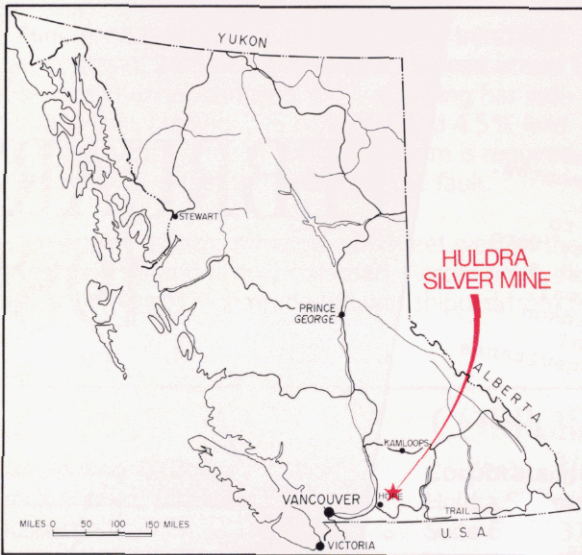 YUKON
STEWART
HULDRA
SILVER MINE
PRINCE
GEORGE
ALBERTA
KAMLOOPS
HOPE
VANCOUVER
TRAIL
U.S.A.
MILES 0 50 100 150 MILES
VICTORIA